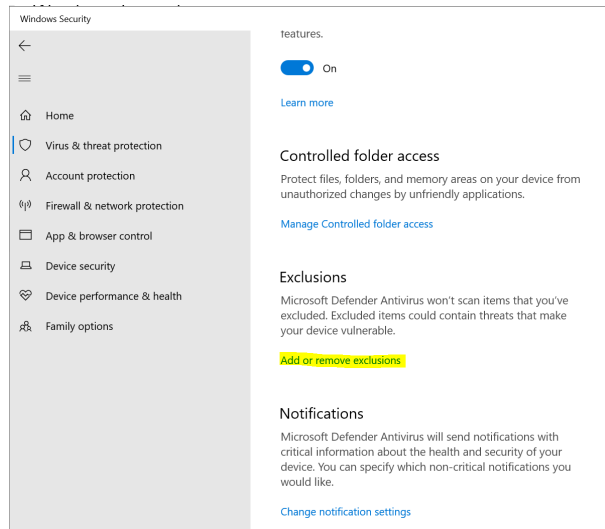 Windows Security
Home
Virus & threat protection
Account protection
Firewall & network protection
App & browser control
Device security
Device performance & health
Family options
features.
On
Learn more
Controlled folder access
Protect files, folders, and memory areas on your device from
unauthorized changes by unfriendly applications.
Manage Controlled folder access
Exclusions
Microsoft Defender Antivirus won't scan items that you've
excluded. Excluded items could contain threats that make
your device vulnerable.
Add or remove exclusions
Notifications
Microsoft Defender Antivirus will send notifications with
critical information about the health and security of your
device. You can specify which non-critical notifications you
would like.
Change notification settings